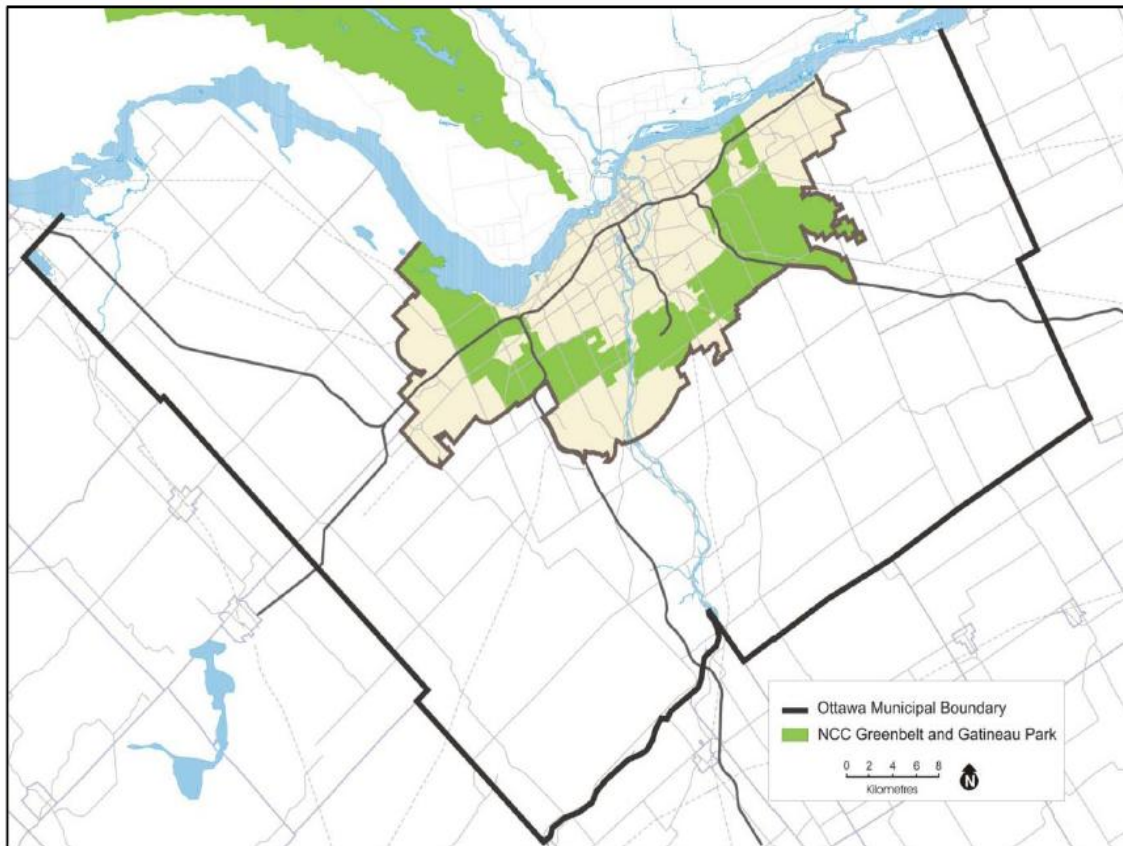 Ottawa Municipal Boundary
NCC Greenbelt and Gatineau Park
0 2 4 6 8
Kilometres
N